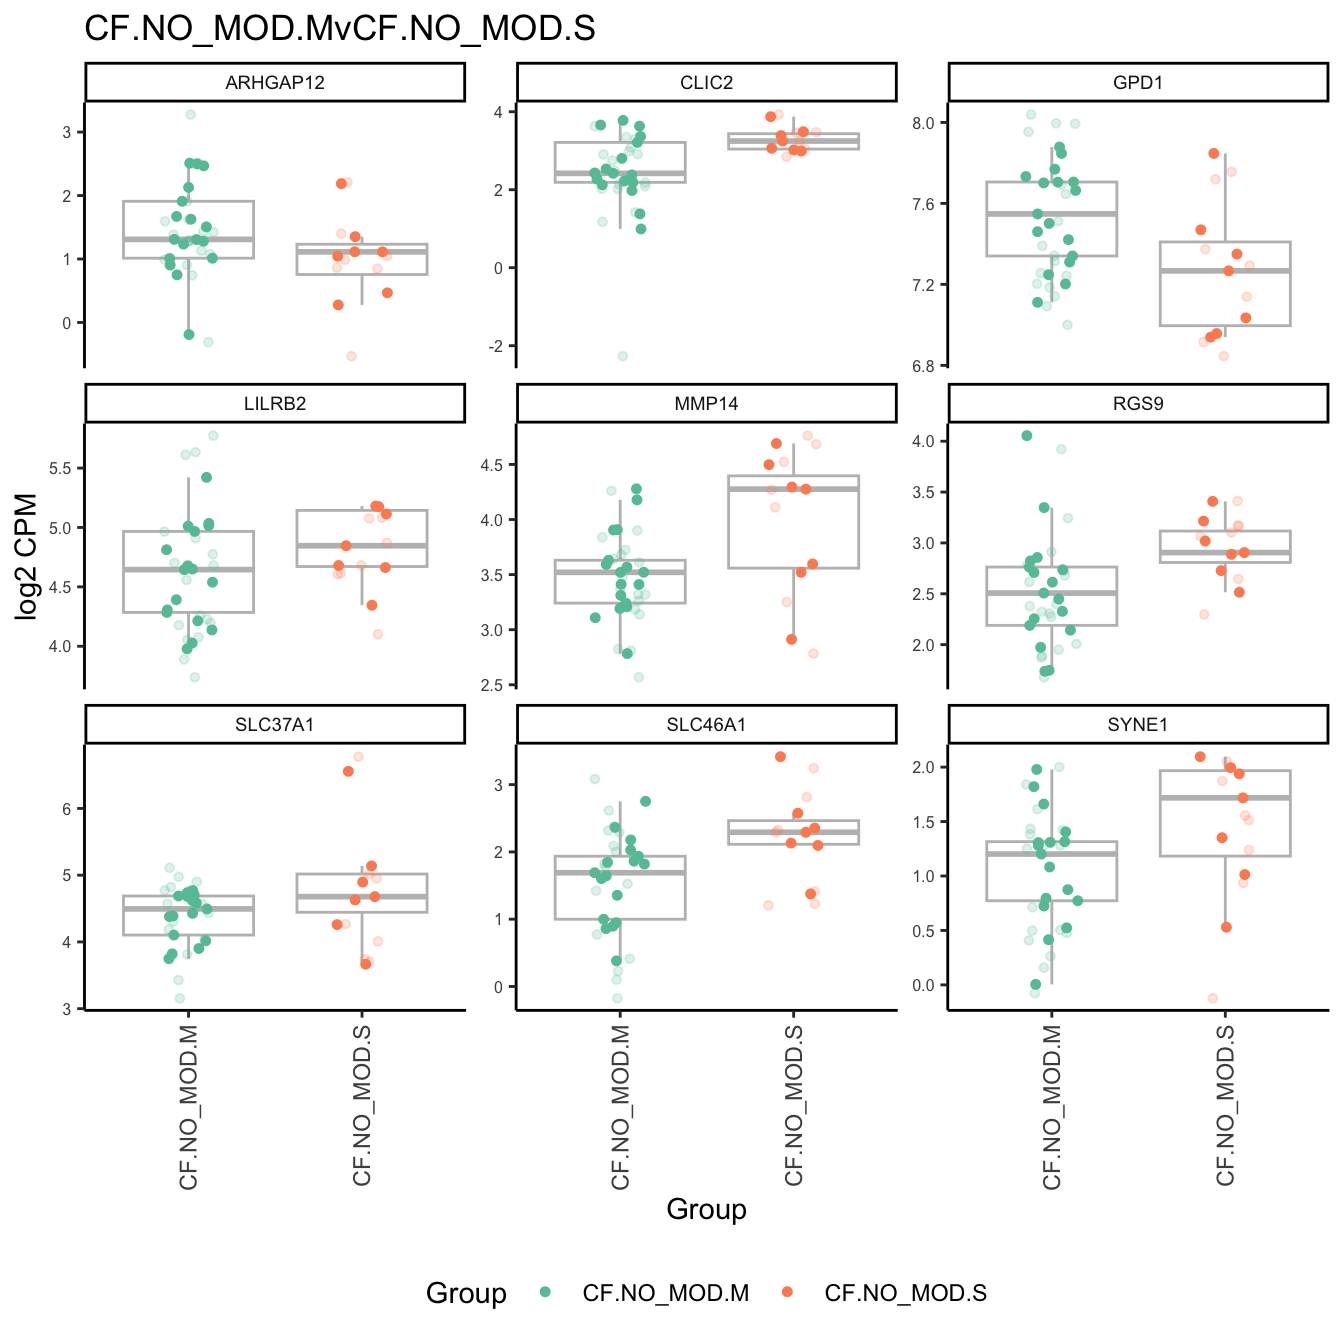 CF.NO_MOD.MvCF.NO_MOD.S
ARHGAP12
CLIC2
GPD1
3
2
1
0
4
2
0
-2
8.0
7.6
7.2
6.8
LILRB2
MMP14
RGS9
5.5
5.0
4.5
4.0
4.5
4.0
3.5
3.0
2.5
4.0
3.5
3.0
2.5
2.0
log2 CPM
SLC37A1
SLC46A1
SYNE1
6
5
4
3
3
2
1
0
2.0
1.5
1.0
0.5
0.0
CF.NO_MOD.M
CF.NO_MOD.S
CF.NO_MOD.M
CF.NO_MOD.S
CF.NO_MOD.M
CF.NO_MOD.S
Group
Group CF.NO_MOD.M CF.NO_MOD.S